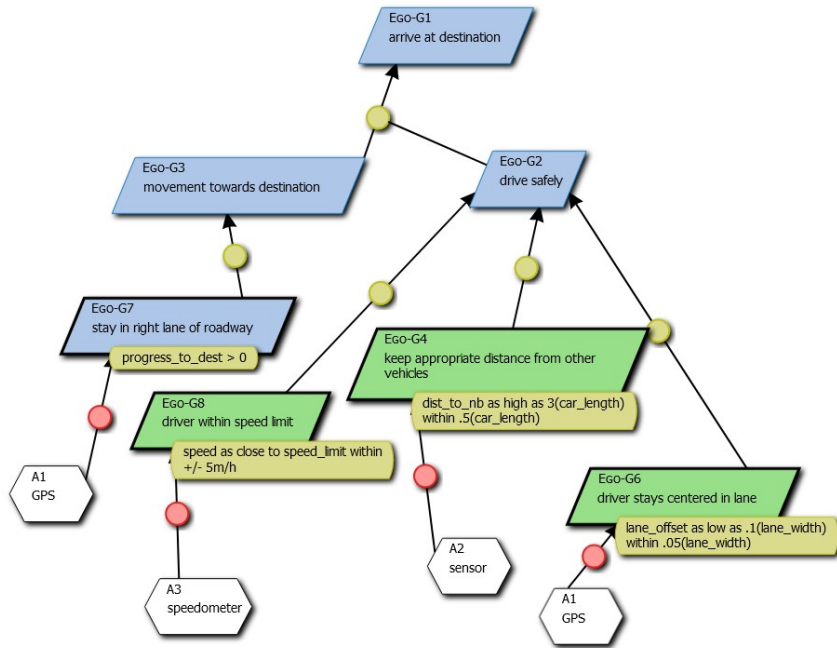 Ego-G1
arrive at destination
Ego-G3
movement towards destination
Ego-G2
drive safely
Ego-G7
stay in right lane of roadway
progress_to_dest > 0
Ego-G4
keep appropriate distance from other
vehicles
dist_to_nb as high as 3(car_length)
within .5(car_length)
Ego-G8
driver within speed limit
speed as close to speed_limit within
+/- 5m/h
A1
GPS
Ego-G6
driver stays centered in lane
lane_offset as low as .1(lane_width)
within .05(lane_width)
A2
sensor
A3
speedometer
A1
GPS